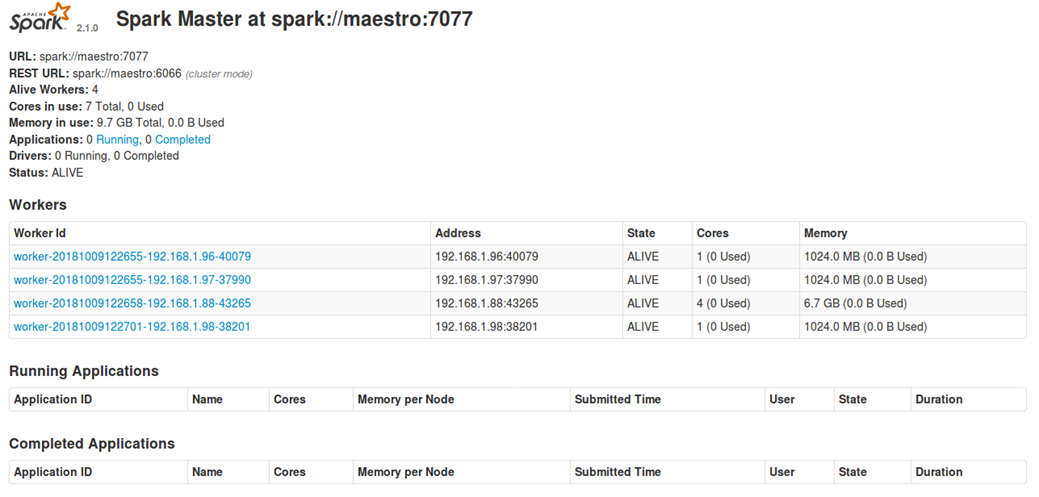 APACHE
Spark 2.1.0 Spark Master at spark://maestro:7077
URL: spark://maestro:7077
REST URL: spark://maestro:6066 (cluster mode)
Alive Workers: 4
Cores in use: 7 Total, 0 Used
Memory in use: 9.7 GB Total, 0.0 B Used
Applications: 0 Running, 0 Completed
Drivers: 0 Running, 0 Completed
Status: ALIVE
Workers
Worker Id Address State Cores Memory
worker-20181009122655-192.168.1.96-40079 192.168.1.96:40079 ALIVE 1 (0 Used) 1024.0 MB (0.0 B Used)
worker-20181009122655-192.168.1.97-37990 192.168.1.97:37990 ALIVE 1 (0 Used) 1024.0 MB (0.0 B Used)
worker-20181009122658-192.168.1.88-43265 192.168.1.88:43265 ALIVE 4 (0 Used) 6.7 GB (0.0 B Used)
worker-20181009122701-192.168.1.98-38201 192.168.1.98:38201 ALIVE 1 (0 Used) 1024.0 MB (0.0 B Used)
Running Applications
Application ID Name Cores Memory per Node Submitted Time User State Duration
Completed Applications
Application ID Name Cores Memory per Node Submitted Time User State Duration